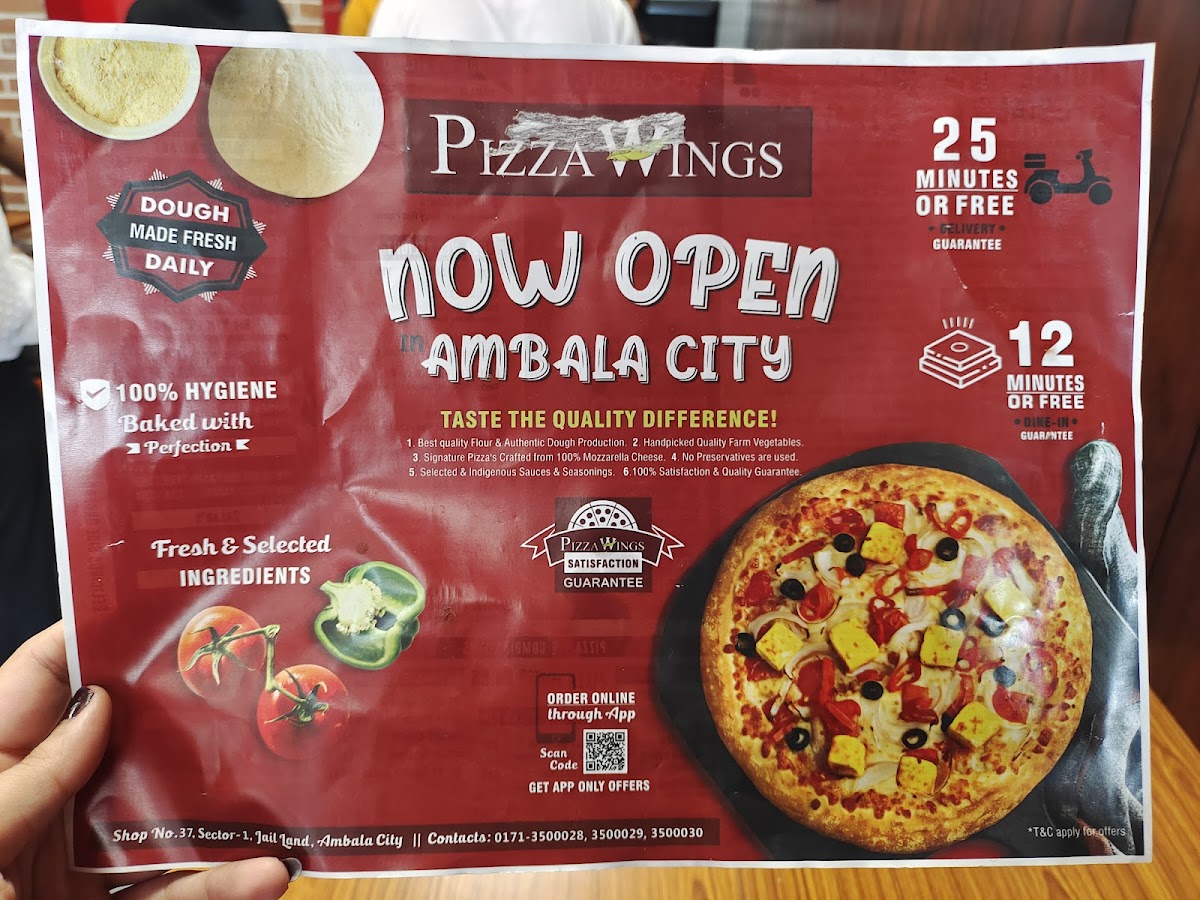 PIZZA WINGS
NOW OPEN
in AMBALA CITY
TASTE THE QUALITY DIFFERENCE!
1. Best quality Flour & Authentic Dough Production. 2. Handpicked Quality Farm Vegetables.
3. Signature Pizza's Crafted from 100% Mozzarella Cheese. 4. No Preservatives are used.
5. Selected & Indigenous Sauces & Seasonings. 6.100% Satisfaction & Quality Guarantee.
DOUGH
MADE FRESH
DAILY
100% HYGIENE
Baked with
Perfection
Fresh & Selected
INGREDIENTS
25
MINUTES
OR FREE
• DELIVERY •
GUARANTEE
12
MINUTES
OR FREE
• DINE-IN •
GUARANTEE
PIZZA WINGS
SATISFACTION
GUARANTEE
ORDER ONLINE
through App
Scan
Code
GET APP ONLY OFFERS
Shop No.37, Sector-1, Jail Land, Ambala City || Contacts: 0171-3500028, 3500029, 3500030
*T&C apply for offers